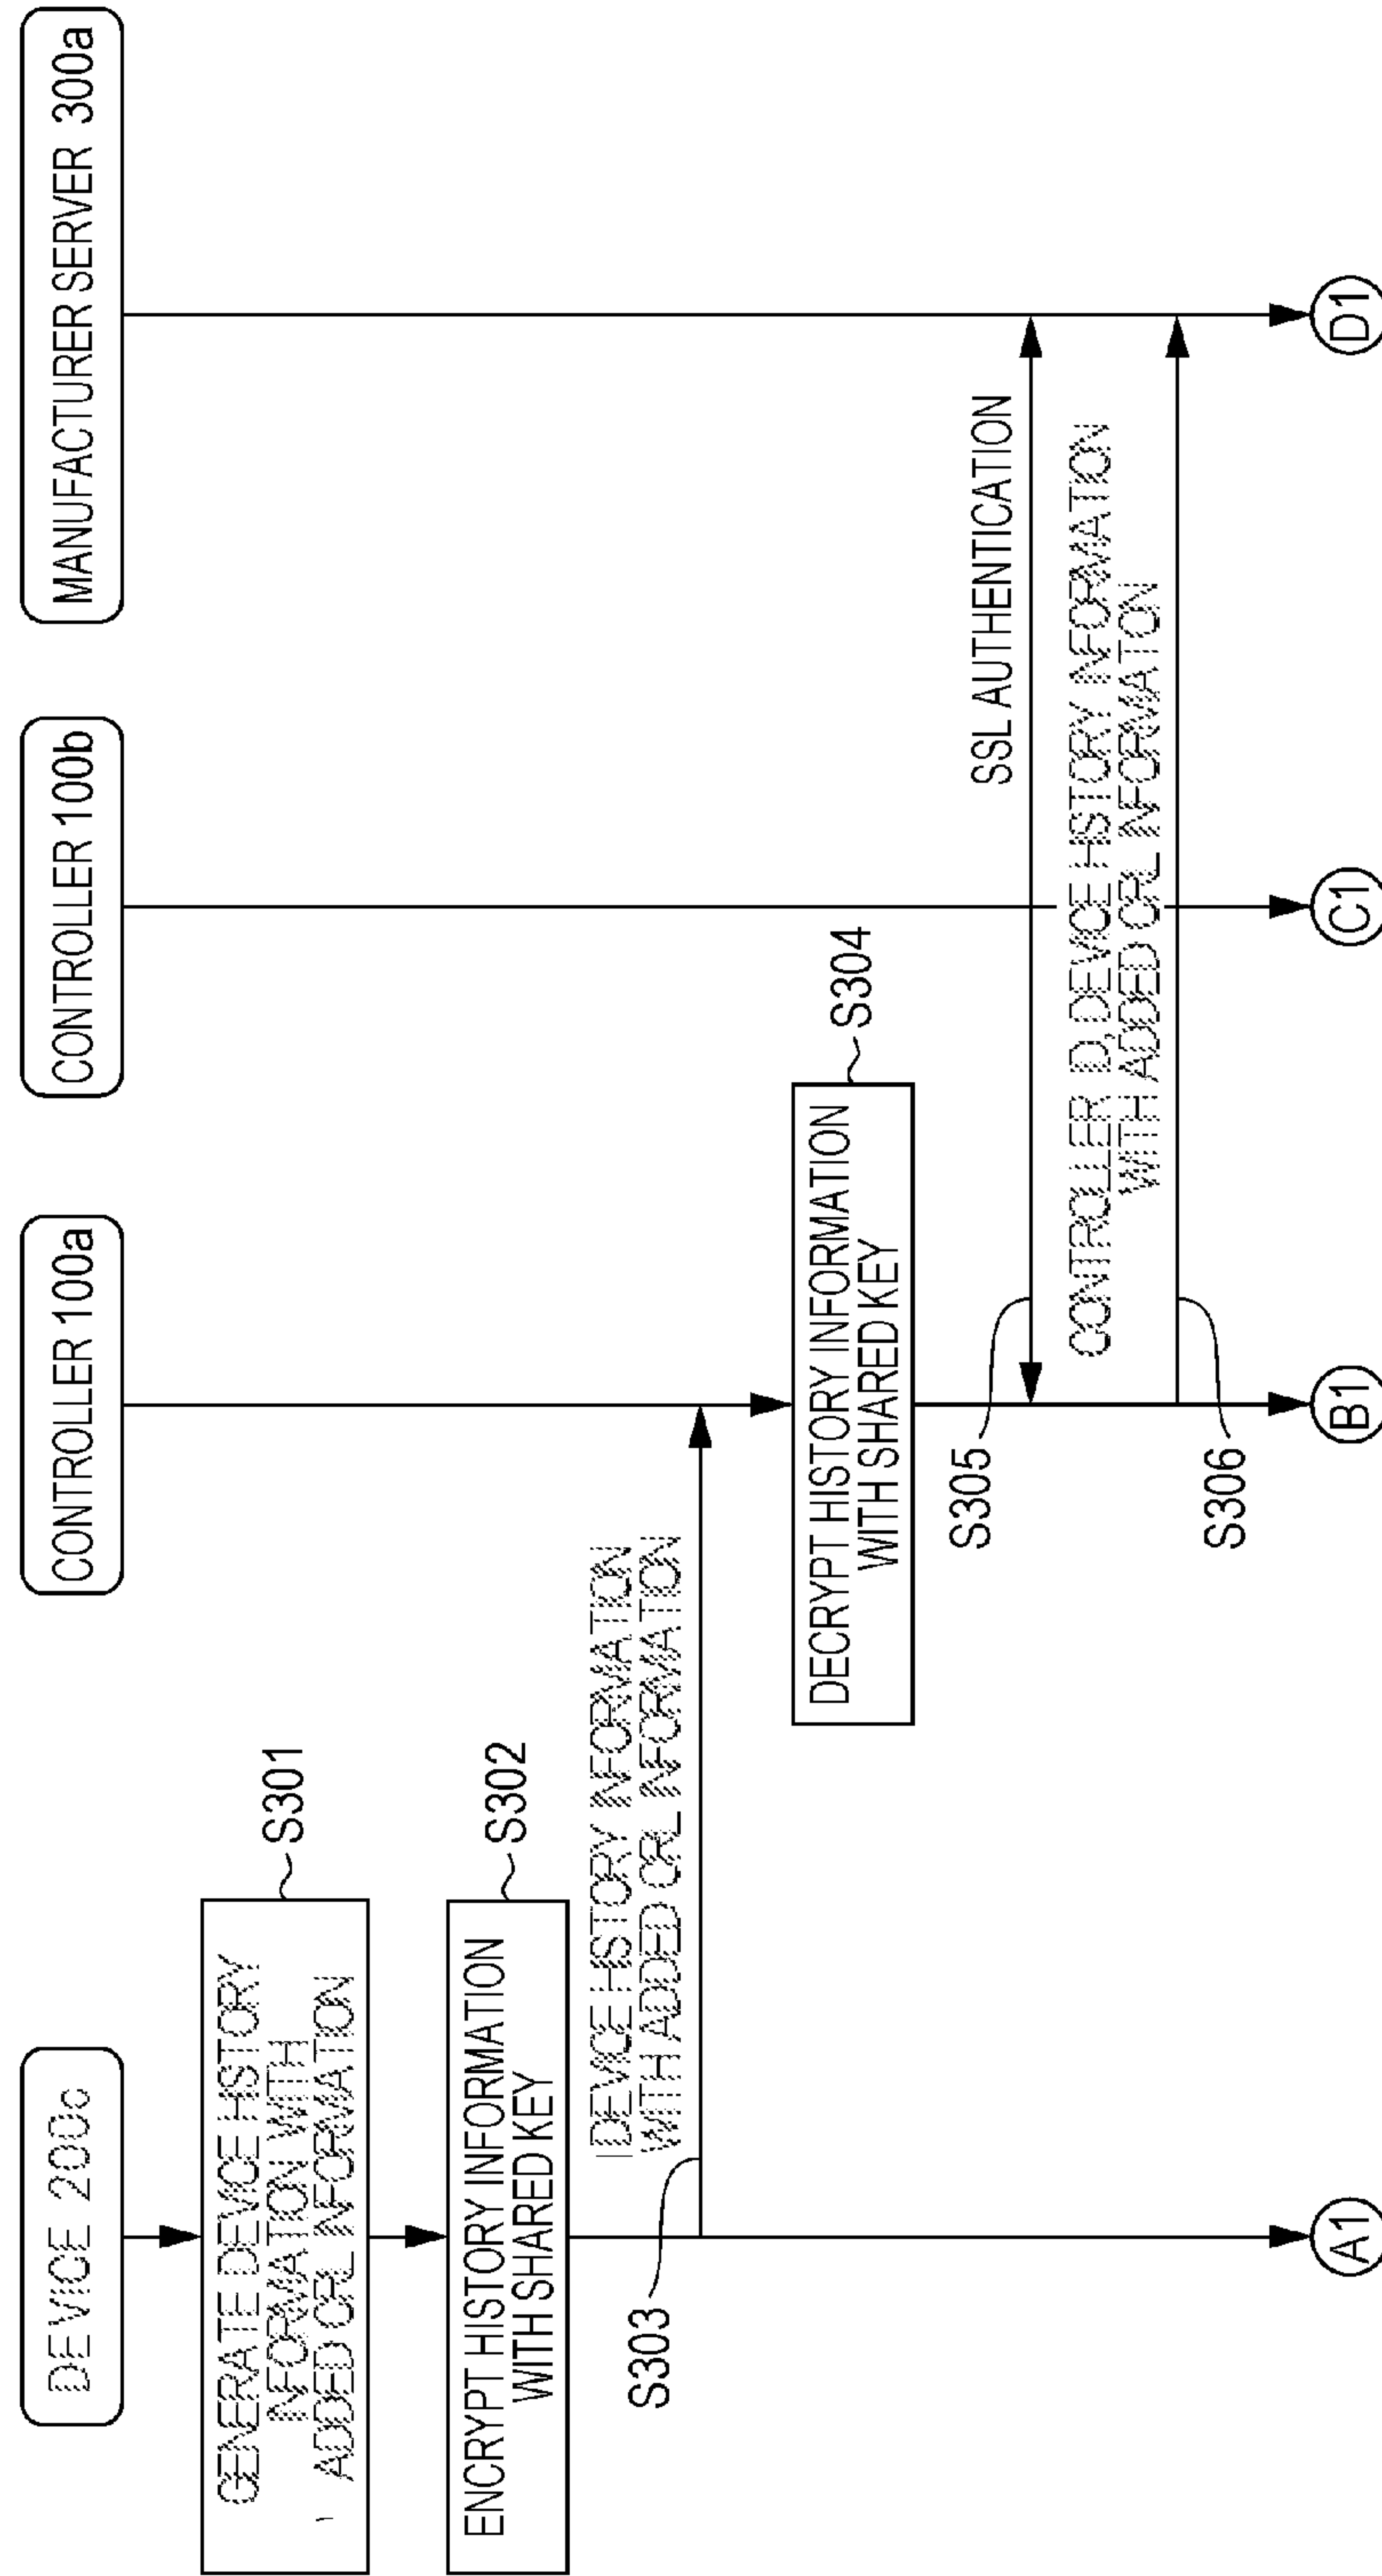 DEVICE 200c
CONTROLLER 100a
CONTROLLER 100b
MANUFACTURER SERVER 300a
GENERATE DEVICE HISTORY
INFORMATION WITH
ADDED CRL INFORMATION
S301
ENCRYPT HISTORY INFORMATION
WITH SHARED KEY
S302
DEVICE HISTORY INFORMATION
WITH ADDED CRL INFORMATION
S303
DECRYPT HISTORY INFORMATION
WITH SHARED KEY
S304
SSL AUTHENTICATION
S305
CONTROLLER ID, DEVICE HISTORY INFORMATION
WITH ADDED CRL INFORMATON
S306
A1
B1
C1
D1